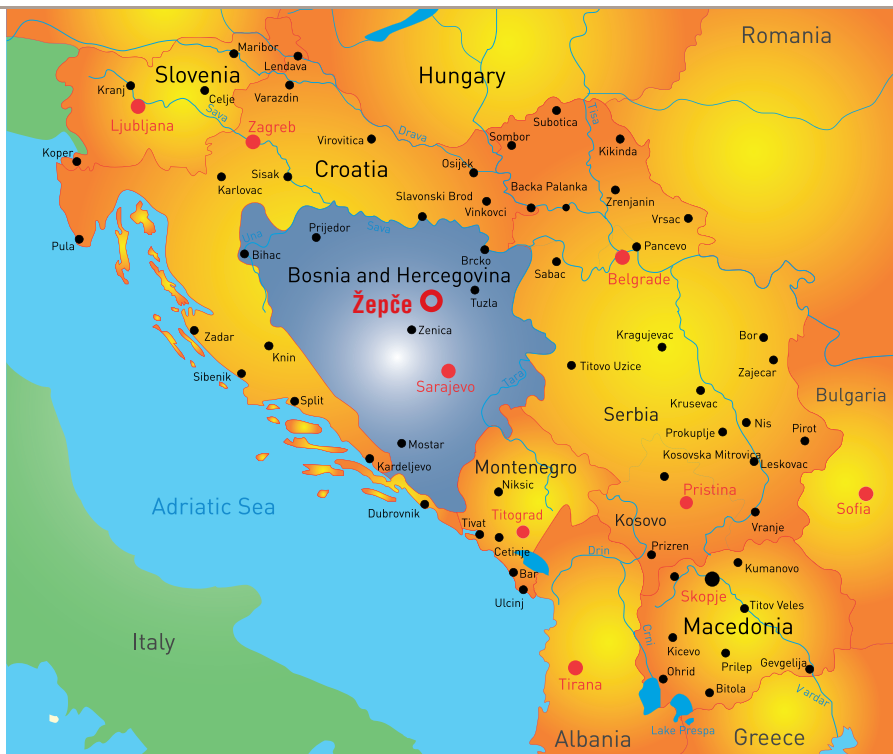 Romania
Maribor
Lendava
Slovenia
Hungary
Kranj
Celje
Varazdin
Sava
Ljubljana
Zagreb
Drava
Tisa
Subotica
Sombor
Virovitica
Kikinda
Koper
Croatia
Osijek
Sisak
Karlovac
Backa Palanka
Slavonski Brod
Vinkovci
Zrenjanin
Vrsac
Prijedor
Sava
Una
Pula
Bihac
Brcko
Pancevo
Sabac
Belgrade
Bosnia and Hercegovina
Tuzla
Žepče
Zenica
Zadar
Knin
Kragujevac
Bor
Titovo Uzice
Zajecar
Sibenik
Sarajevo
Tara
Split
Krusevac
Bulgaria
Serbia
Nis
Prokuplje
Pirot
Mostar
Kosovska Mitrovica
Leskovac
Kardeljevo
Montenegro
Niksic
Pristina
Sofia
Adriatic Sea
Dubrovnik
Titograd
Tivat
Kosovo
Vranje
Cetinje
Drin
Prizren
Bar
Kumanovo
Ulcinj
Skopje
Titov Veles
Crni
Macedonia
Italy
Kicevo
Prilep
Gevgelija
Ohrid
Tirana
Bitola
Vardar
Lake Prespa
Albania
Greece